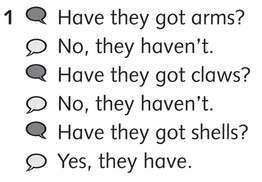 1 Have they got arms?
No, they haven't.
Have they got claws?
No, they haven't.
Have they got shells?
Yes, they have.